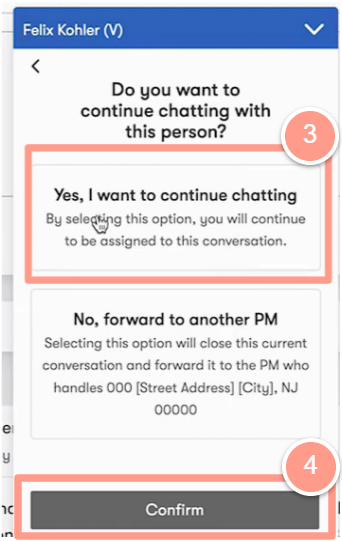 Felix Kohler (V)
Do you want to
continue chatting with
this person?
3
Yes, I want to continue chatting
By selecting this option, you will continue
to be assigned to this conversation.
No, forward to another PM
Selecting this option will close this current
conversation and forward it to the PM who
handles 000 [Street Address] [City], NJ
00000
4
Confirm